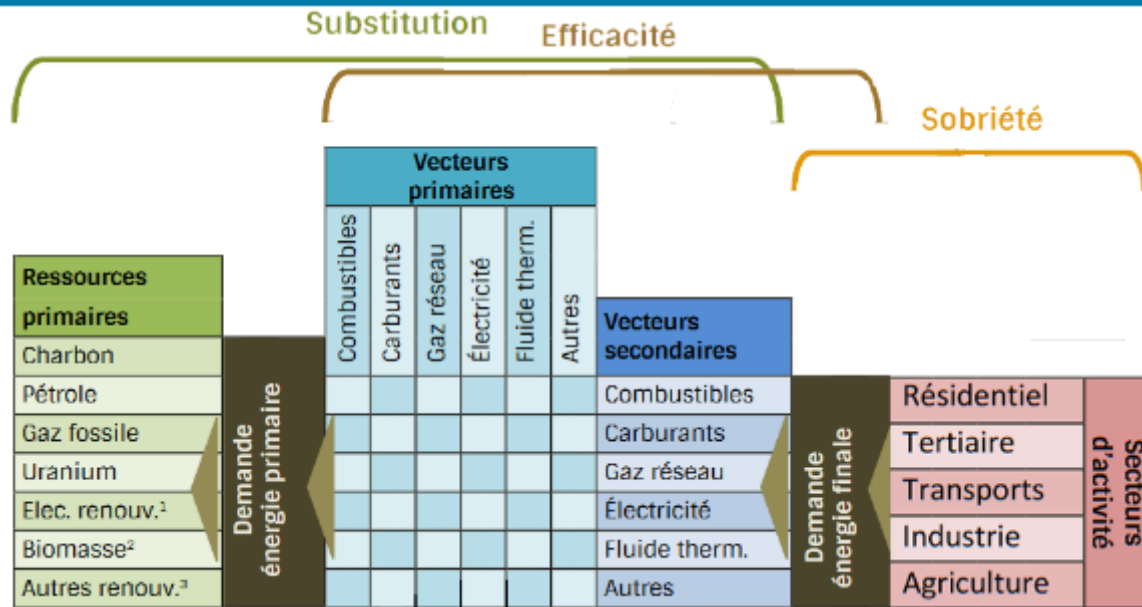 Substitution
Efficacité
Sobriété
Vecteurs
primaires
Combustibles
Carburants
Gaz réseau
Électricité
Fluide therm.
Autres
Ressources
primaires
Charbon
Pétrole
Gaz fossile
Uranium
Elec. renouv.¹
Biomasse²
Autres renouv.³
Demande
énergie primaire
Vecteurs
secondaires
Combustibles
Carburants
Gaz réseau
Électricité
Fluide therm.
Autres
Demande
énergie finale
Résidentiel
Tertiaire
Transports
Industrie
Agriculture
Secteurs
d'activité